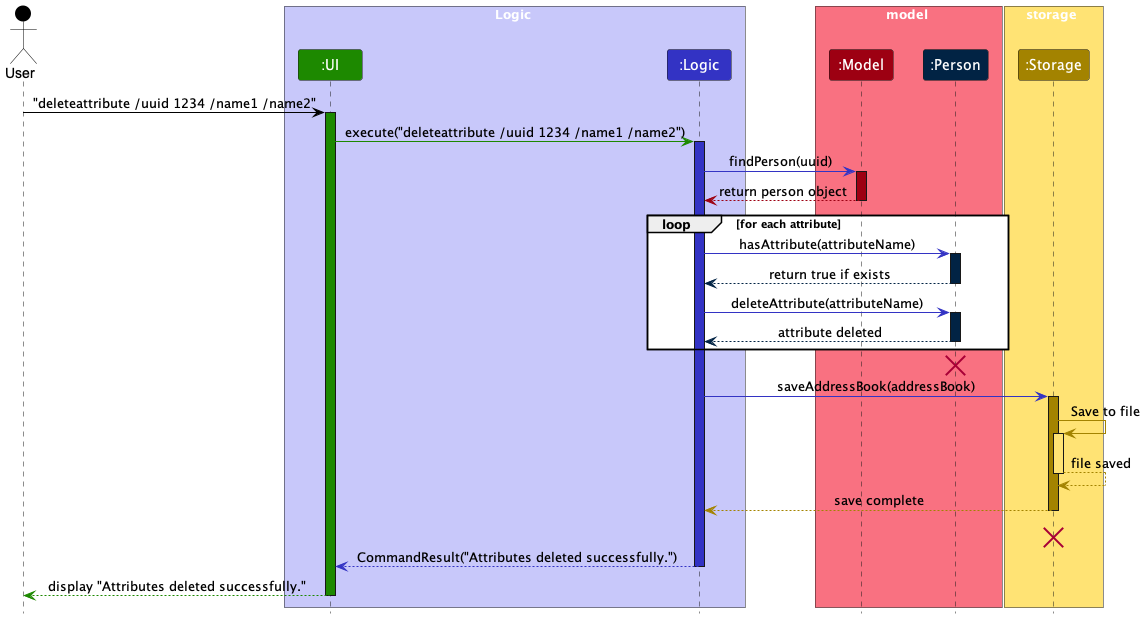 Logic
model
storage
User
:UI
:Logic
:Model
:Person
:Storage
"deleteattribute /uuid 1234 /name1 /name2"
execute("deleteattribute /uuid 1234 /name1 /name2")
findPerson(uuid)
return person object
loop
[for each attribute]
hasAttribute(attributeName)
return true if exists
deleteAttribute(attributeName)
attribute deleted
saveAddressBook(addressBook)
Save to file
file saved
save complete
CommandResult("Attributes deleted successfully.")
display "Attributes deleted successfully."